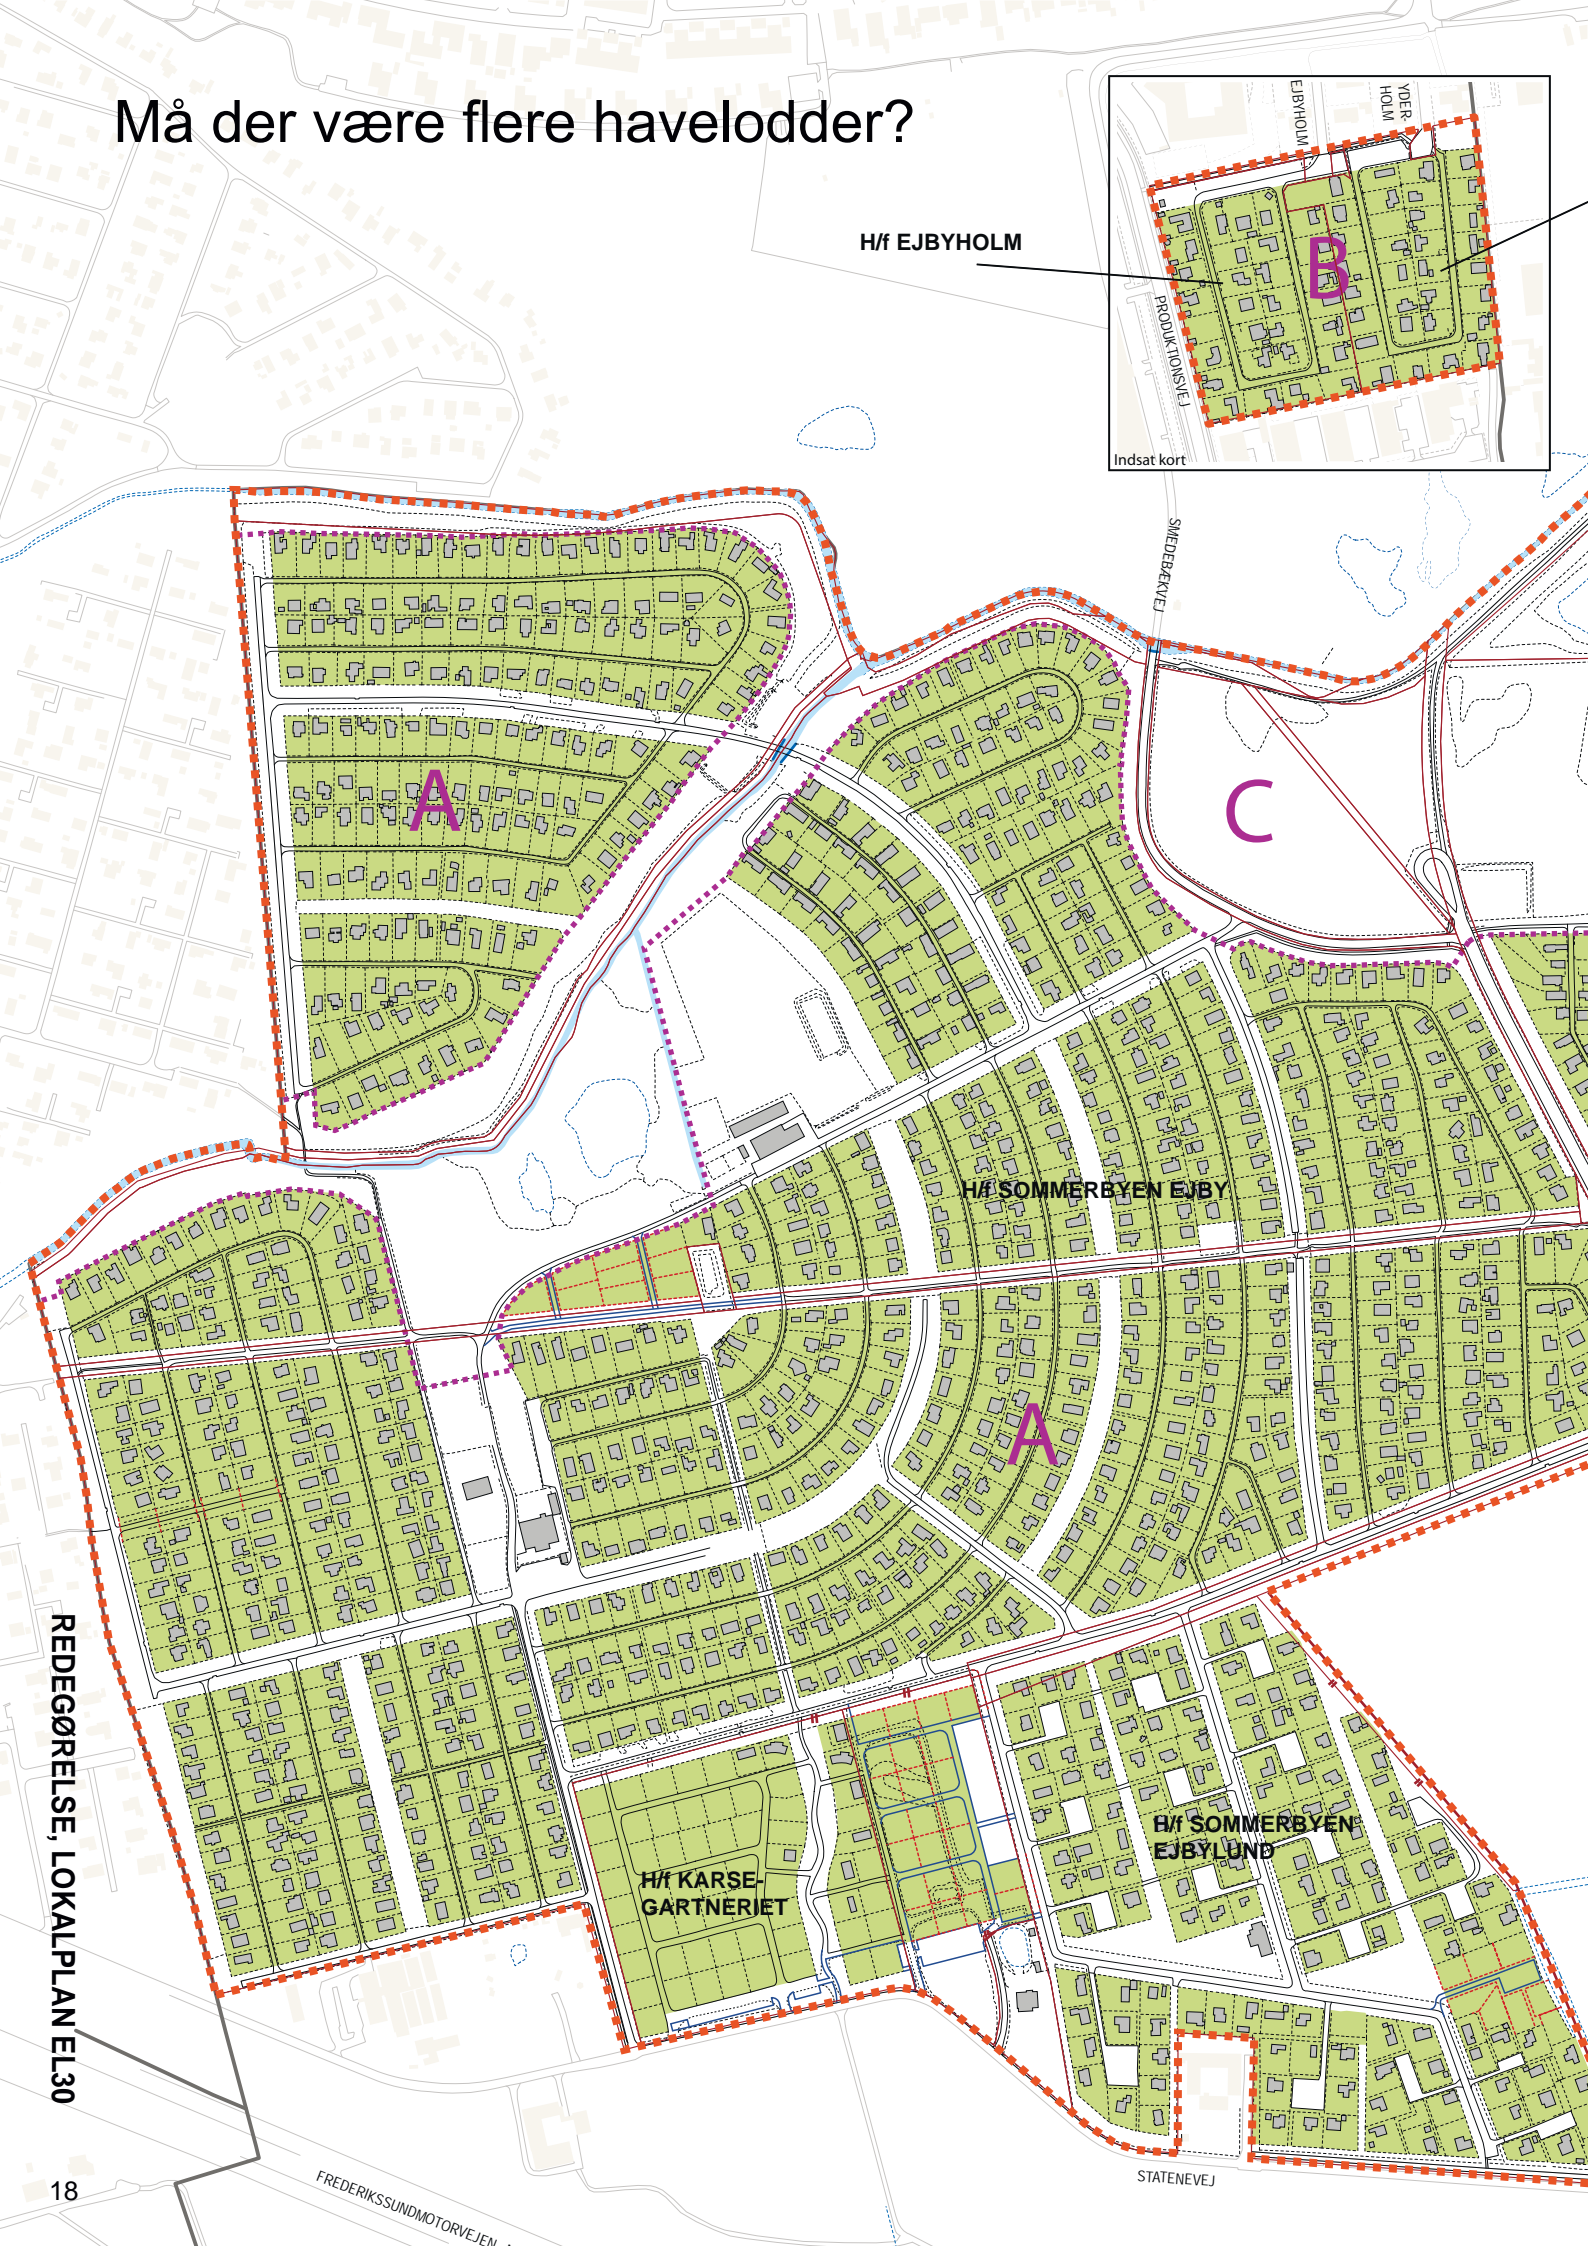 Må der være flere havelodder?
EJBYHOLM
YDER-
HOLM
H/f EJBYHOLM
B
PRODUKTIONSVEJ
Indsat kort
SMEDEBÆKVEJ
A
C
H/f SOMMERBYEN EJBY
A
H/f SOMMERBYEN
EJBYLUND
H/f KARSE-
GARTNERIET
REDEGØRELSE, LOKALPLAN EL30
18
FREDERIKSSUNDMOTORVEJEN
STATENEVEJ